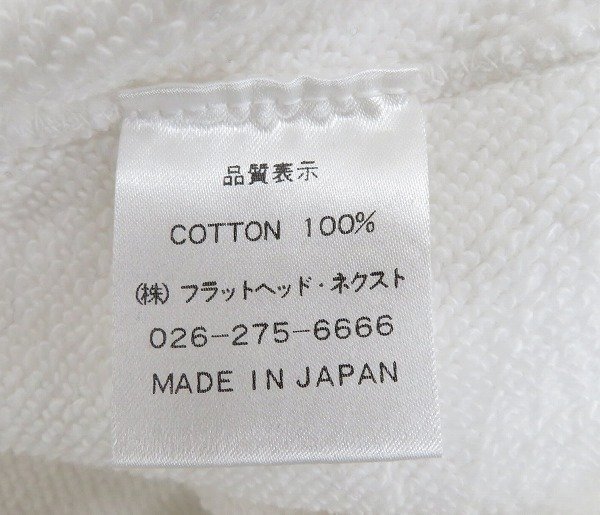 品質表示
COTTON 100%
(株) フラットヘッド・ネクスト
026-275-6666
MADE IN JAPAN